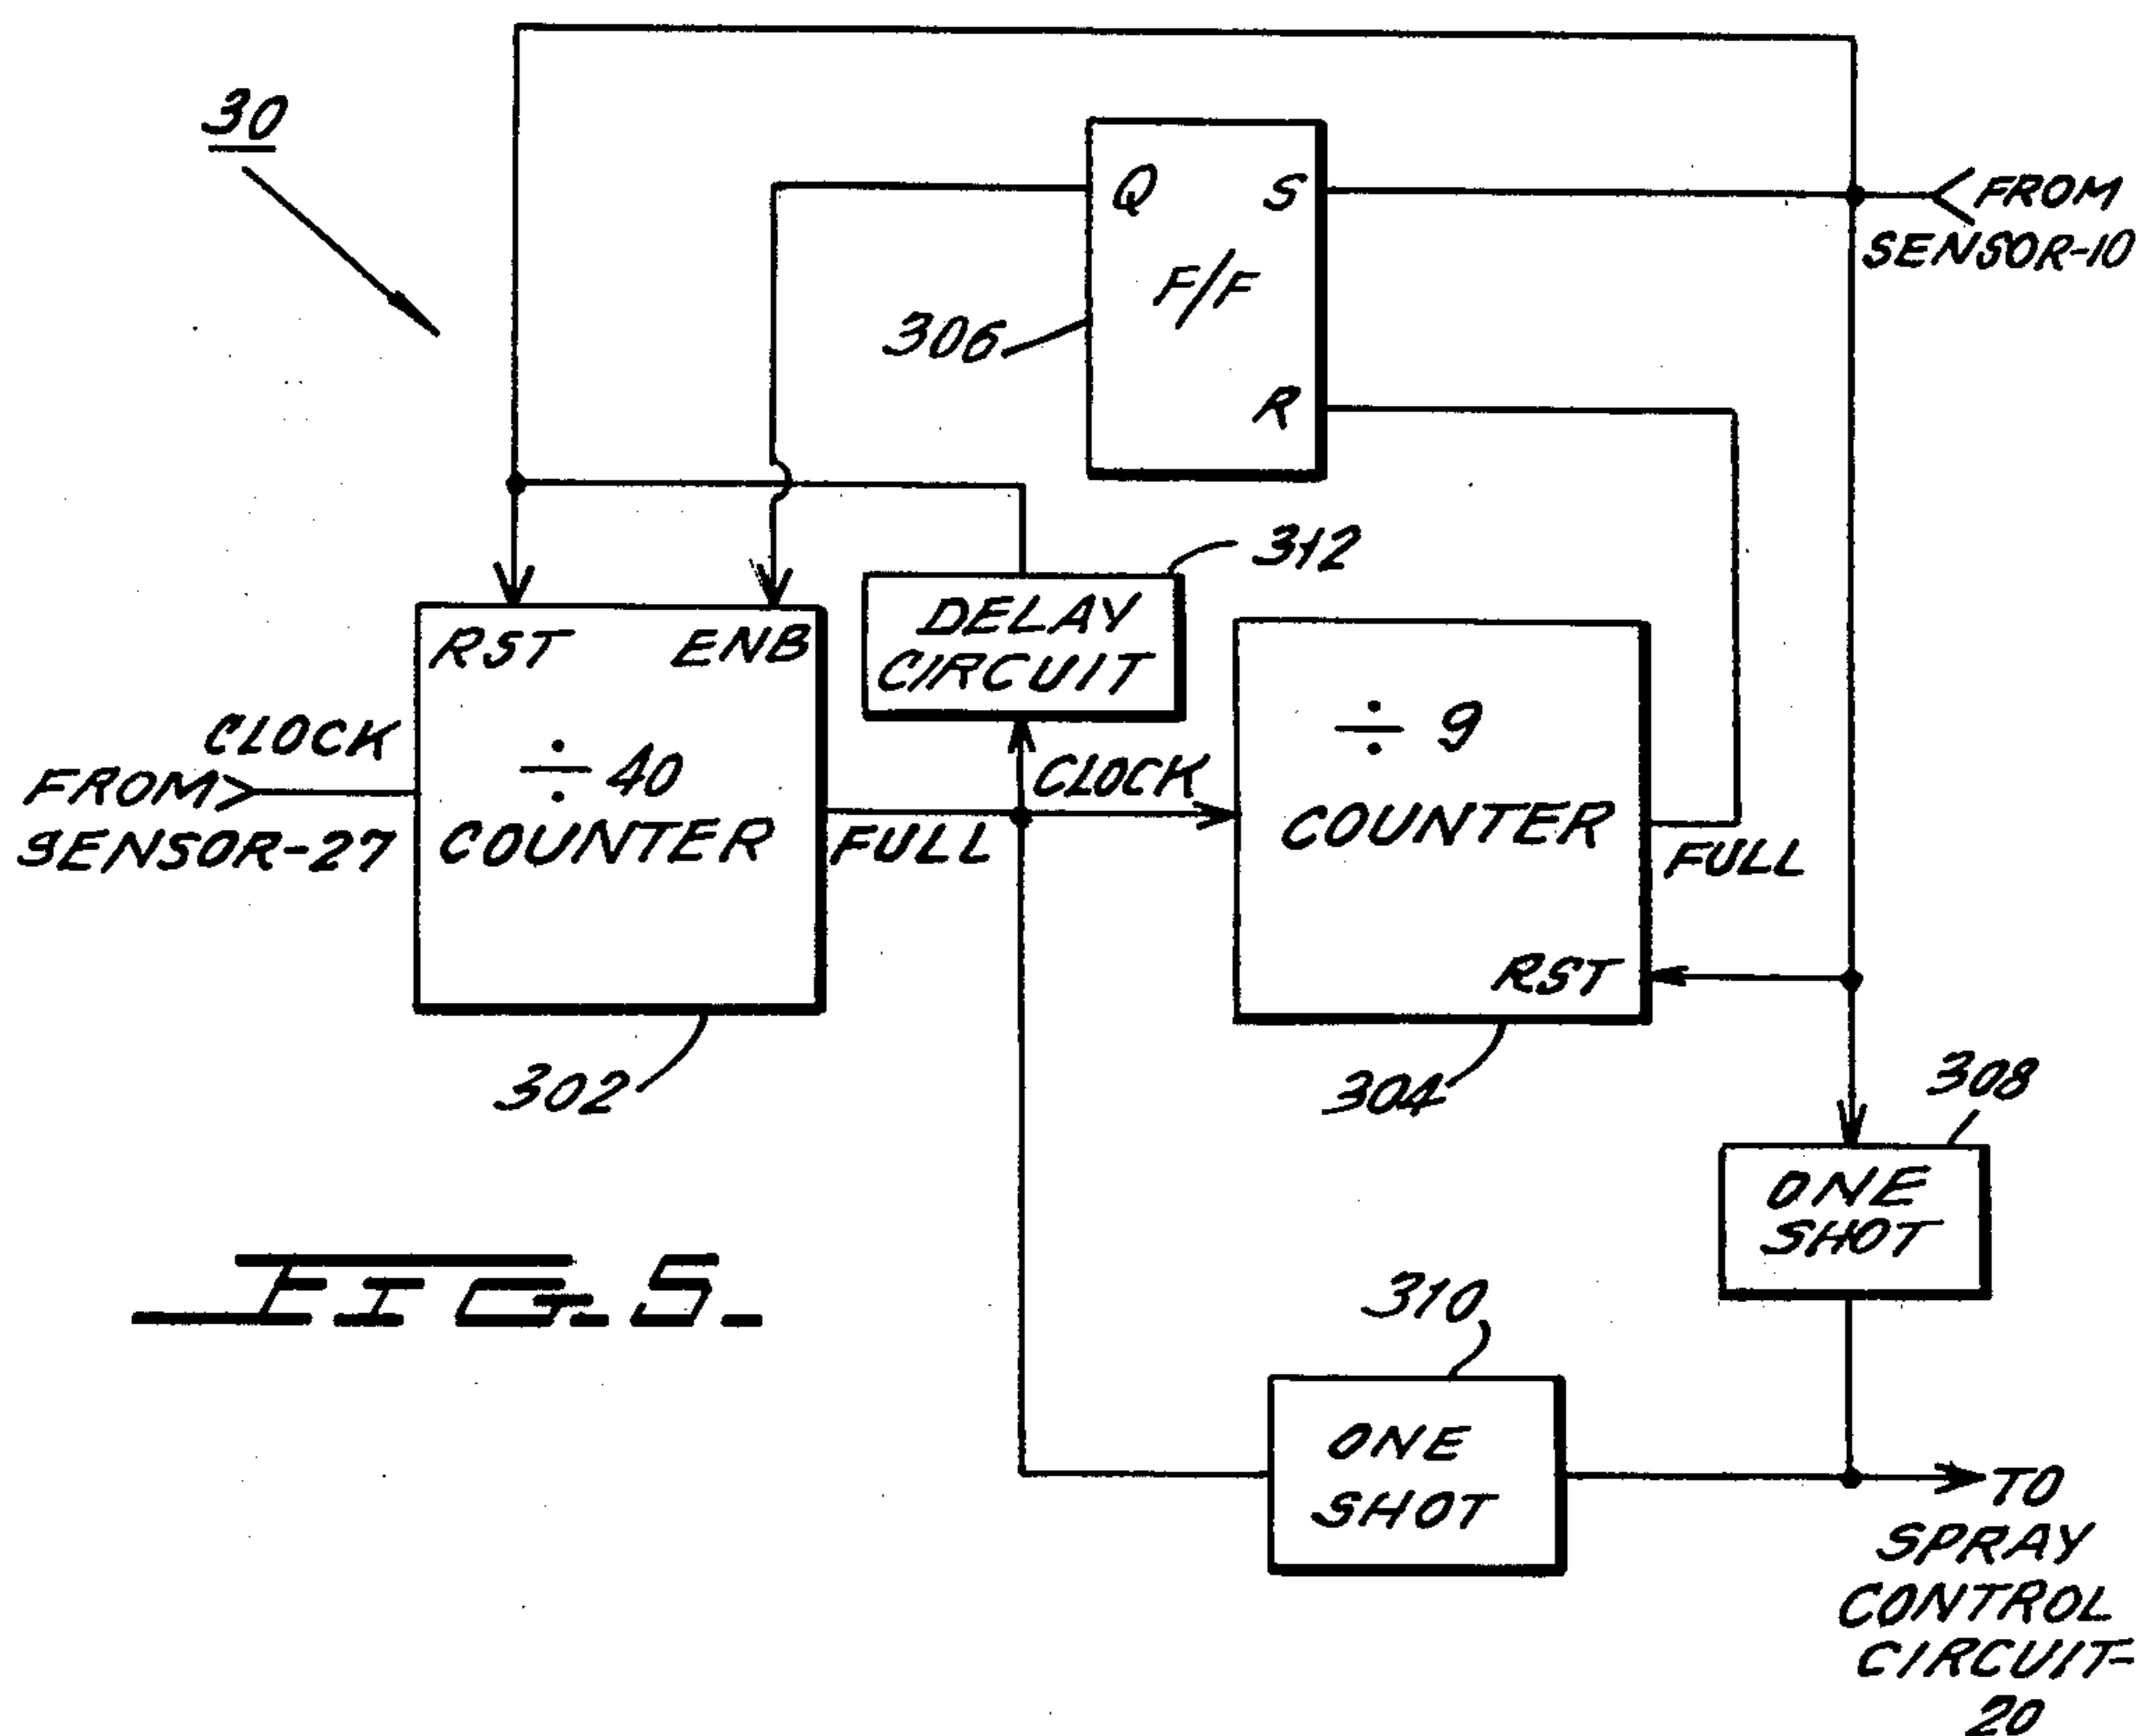 30
Q
S
F/F
306
R
FROM
SENSOR-10
312
DELAY
CIRCUIT
RST
ENB
CLOCK
FROM
SENSOR-27
÷ 40
COUNTER
FULL
CLOCK
÷ 9
COUNTER
FULL
RST
302
304
308
ONE
SHOT
310
ONE
SHOT
TO
SPRAY
CONTROL
CIRCUIT-
20
FIG. 5.